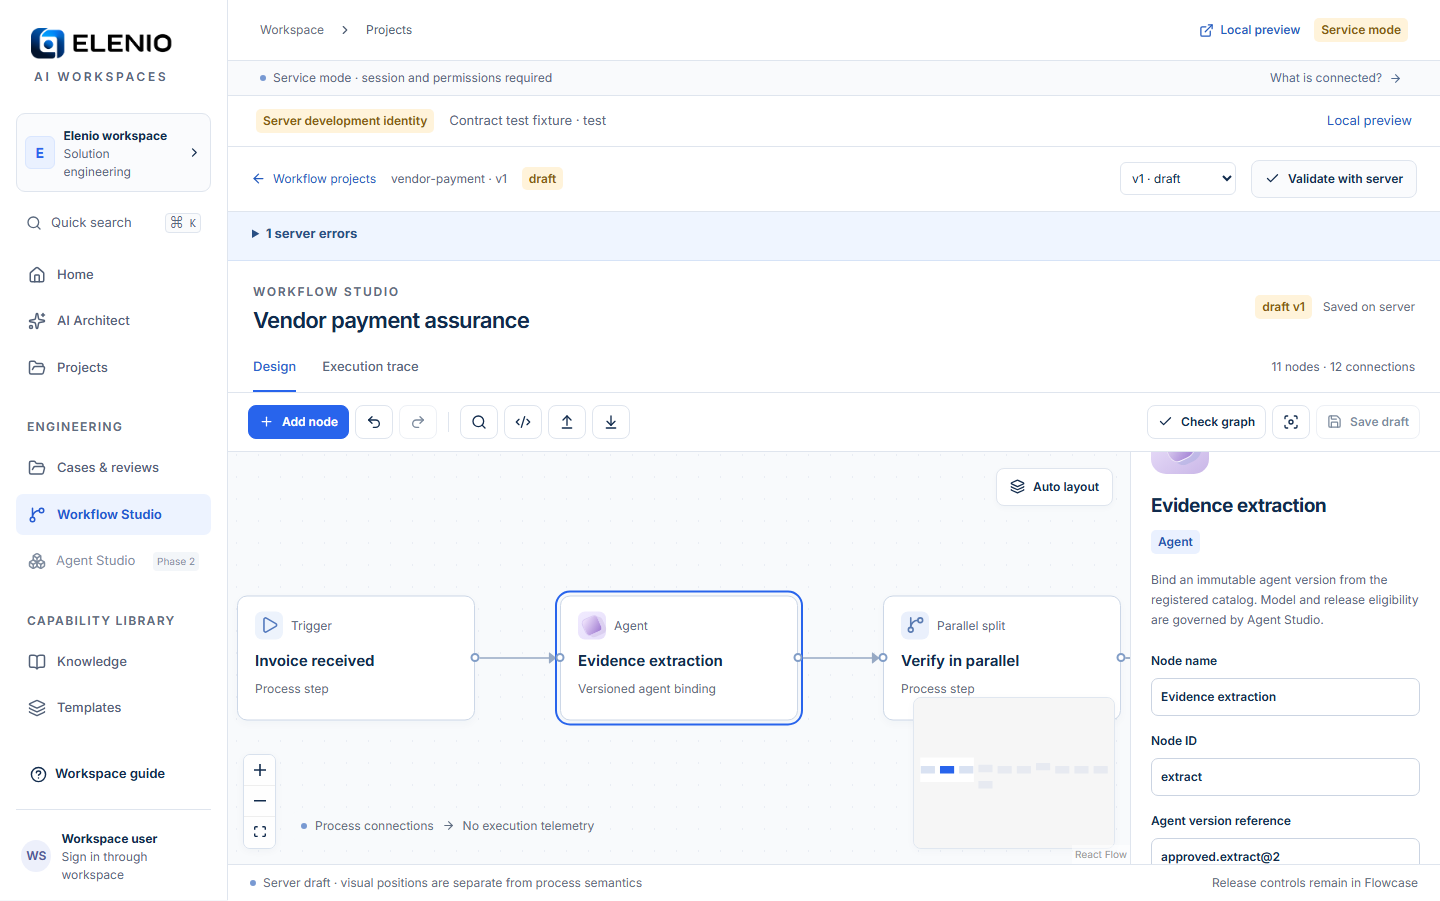 ELENIO
AI WORKSPACES
E
Elenio workspace
Solution
engineering
Quick search
⌘ K
Home
AI Architect
Projects
ENGINEERING
Cases & reviews
Workflow Studio
Agent Studio
Phase 2
CAPABILITY LIBRARY
Knowledge
Templates
Workspace guide
WS
Workspace user
Sign in through
workspace
Workspace
Projects
Local preview
Service mode
Service mode · session and permissions required
What is connected? →
Server development identity
Contract test fixture · test
Local preview
← Workflow projects
vendor-payment · v1
draft
v1 · draft
Validate with server
1 server errors
WORKFLOW STUDIO
Vendor payment assurance
draft v1
Saved on server
Design
Execution trace
11 nodes · 12 connections
+ Add node
Check graph
Save draft
Auto layout
Trigger
Invoice received
Process step
Agent
Evidence extraction
Versioned agent binding
Parallel split
Verify in parallel
Process step
Process connections → No execution telemetry
React Flow
Evidence extraction
Agent
Bind an immutable agent version from the
registered catalog. Model and release eligibility
are governed by Agent Studio.
Node name
Evidence extraction
Node ID
extract
Agent version reference
approved.extract@2
Server draft · visual positions are separate from process semantics
Release controls remain in Flowcase